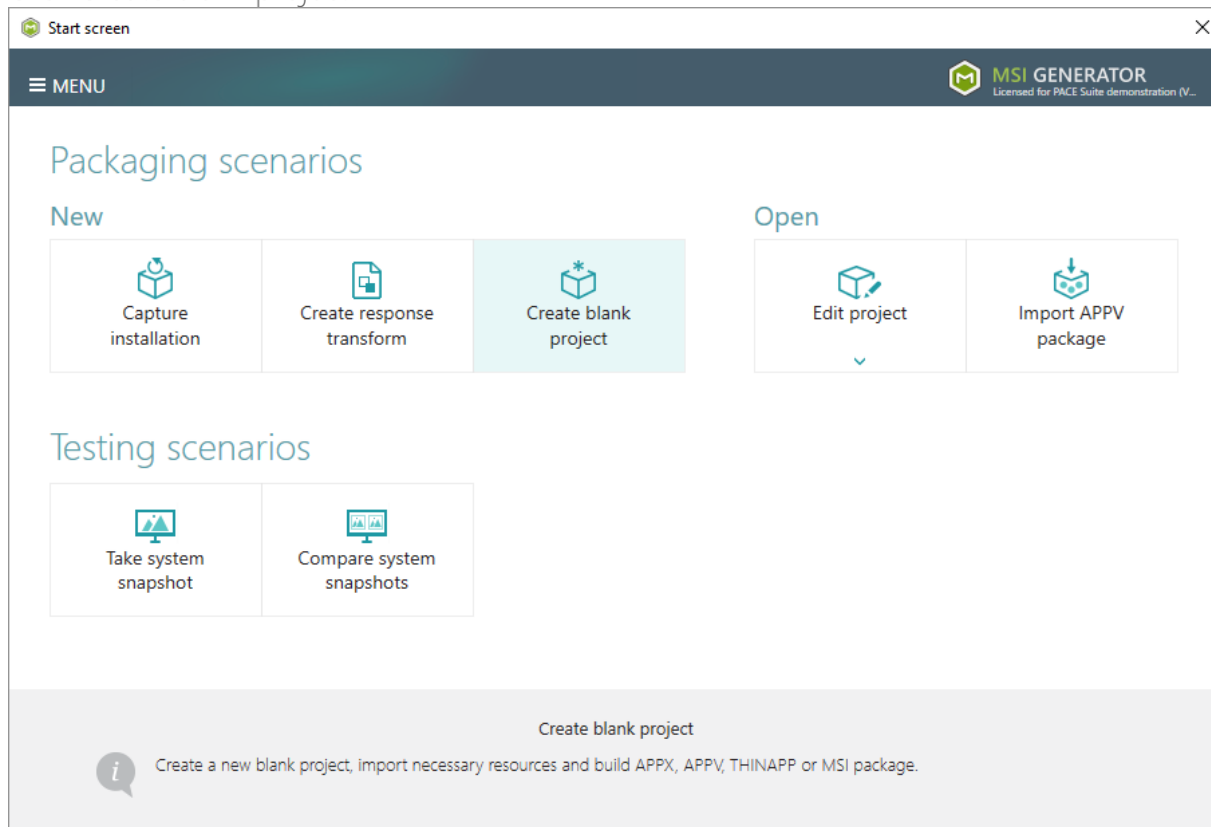 Start screen
MENU
MSI GENERATOR
Licensed for PACE Suite demonstration (V...
Packaging scenarios
New
Open
Capture
installation
Create response
transform
Create blank
project
Edit project
Import APPV
package
Testing scenarios
Take system
snapshot
Compare system
snapshots
Create blank project
i
Create a new blank project, import necessary resources and build APPX, APPV, THINAPP or MSI package.